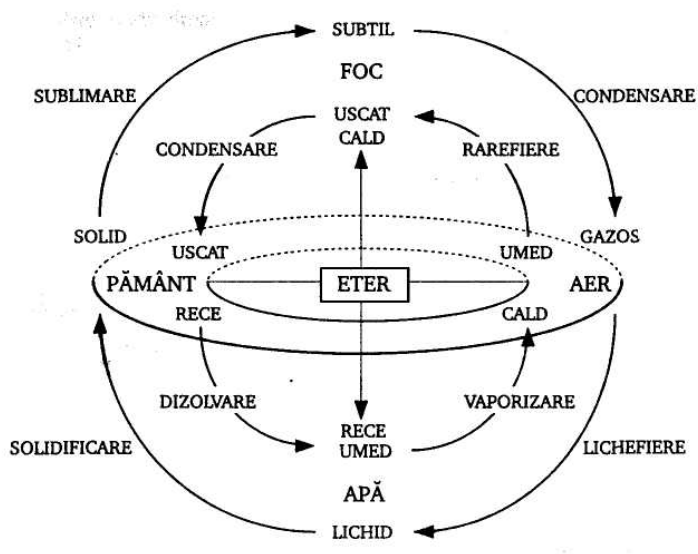 SUBTIL
FOC
SUBLIMARE
CONDENSARE
USCAT
CALD
CONDENSARE
RAREFIERE
SOLID
USCAT
UMED
GAZOS
PĂMÂNT
ETER
AER
RECE
CALD
DIZOLVARE
VAPORIZARE
RECE
UMED
SOLIDIFICARE
LICHEFIERE
APĂ
LICHID